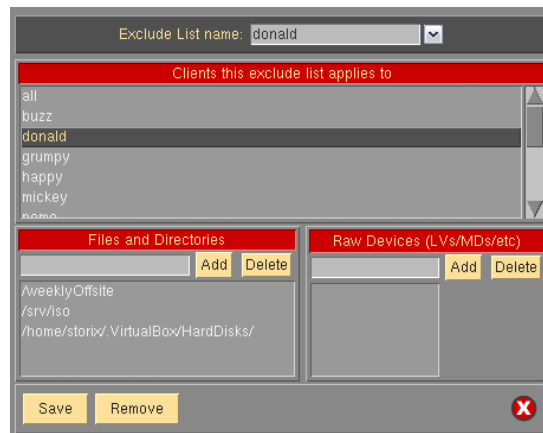 Exclude List name: donald
Clients this exclude list applies to
all
buzz
donald
grumpy
happy
mickey
Files and Directories
Add Delete
/weeklyOffsite
/srv/iso
/home/storix/.VirtualBox/HardDisks/
Raw Devices (LVs/MDs/etc)
Add Delete
Save Remove